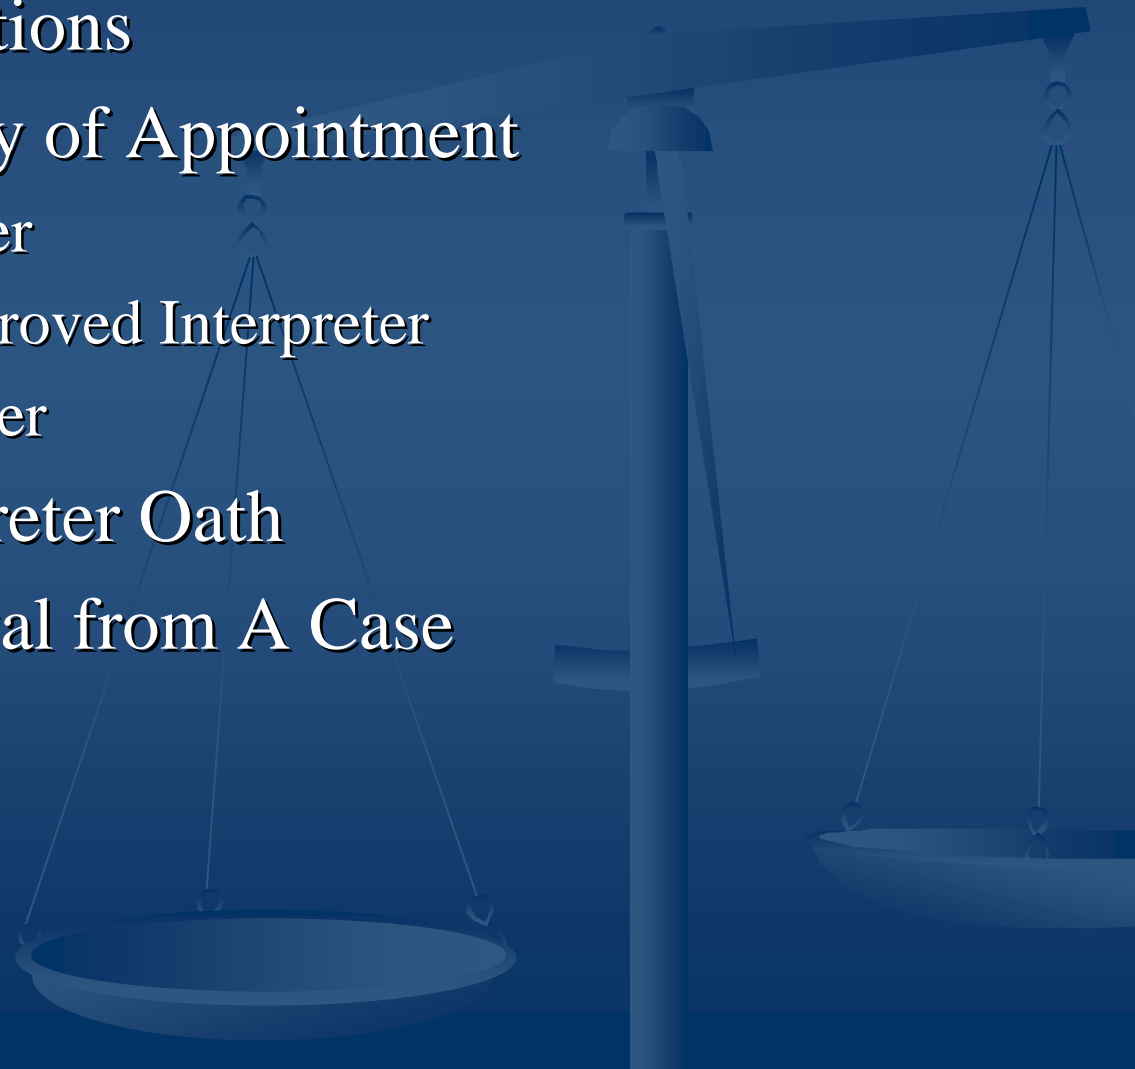 tions
y of Appointment
er
roved Interpreter
er
reter Oath
al from A Case